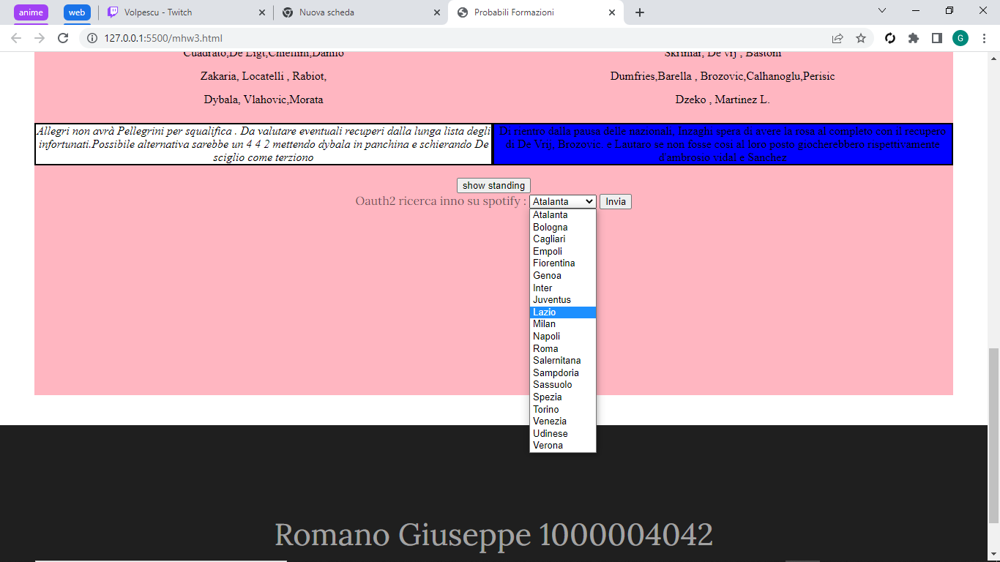 anime
web
Volpescu - Twitch
Nuova scheda
Probabili Formazioni
127.0.0.1:5500/mhw3.html
G
Cuadrato,De Ligt,Chiellini,Danilo
Skriniar, De vij , Bastoni
Zakaria, Locatelli , Rabiot,
Dumfries,Barella , Brozovic,Calhanoglu,Perisic
Dybala, Vlahovic,Morata
Dzeko , Martinez L.
Allegri non avrà Pellegrini per squalifica . Da valutare eventuali recuperi dalla lunga lista degli
infortunati.Possibile alternativa sarebbe un 4 4 2 mettendo dybala in panchina e schierando De
sciglio come terziono
Di rientro dalla pausa delle nazionali, Inzaghi spera di avere la rosa al completo con il recupero
di De Vrij, Brozovic e Lautaro se non fosse così al loro posto giocherebbero rispettivamente
d'ambrosio vidal e Sanchez
show standing
Oauth2 ricerca inno su spotify :
Atalanta
Invia
Atalanta
Bologna
Cagliari
Empoli
Fiorentina
Genoa
Inter
Juventus
Lazio
Milan
Napoli
Roma
Salernitana
Sampdoria
Sassuolo
Spezia
Torino
Venezia
Udinese
Verona
Romano Giuseppe 1000004042